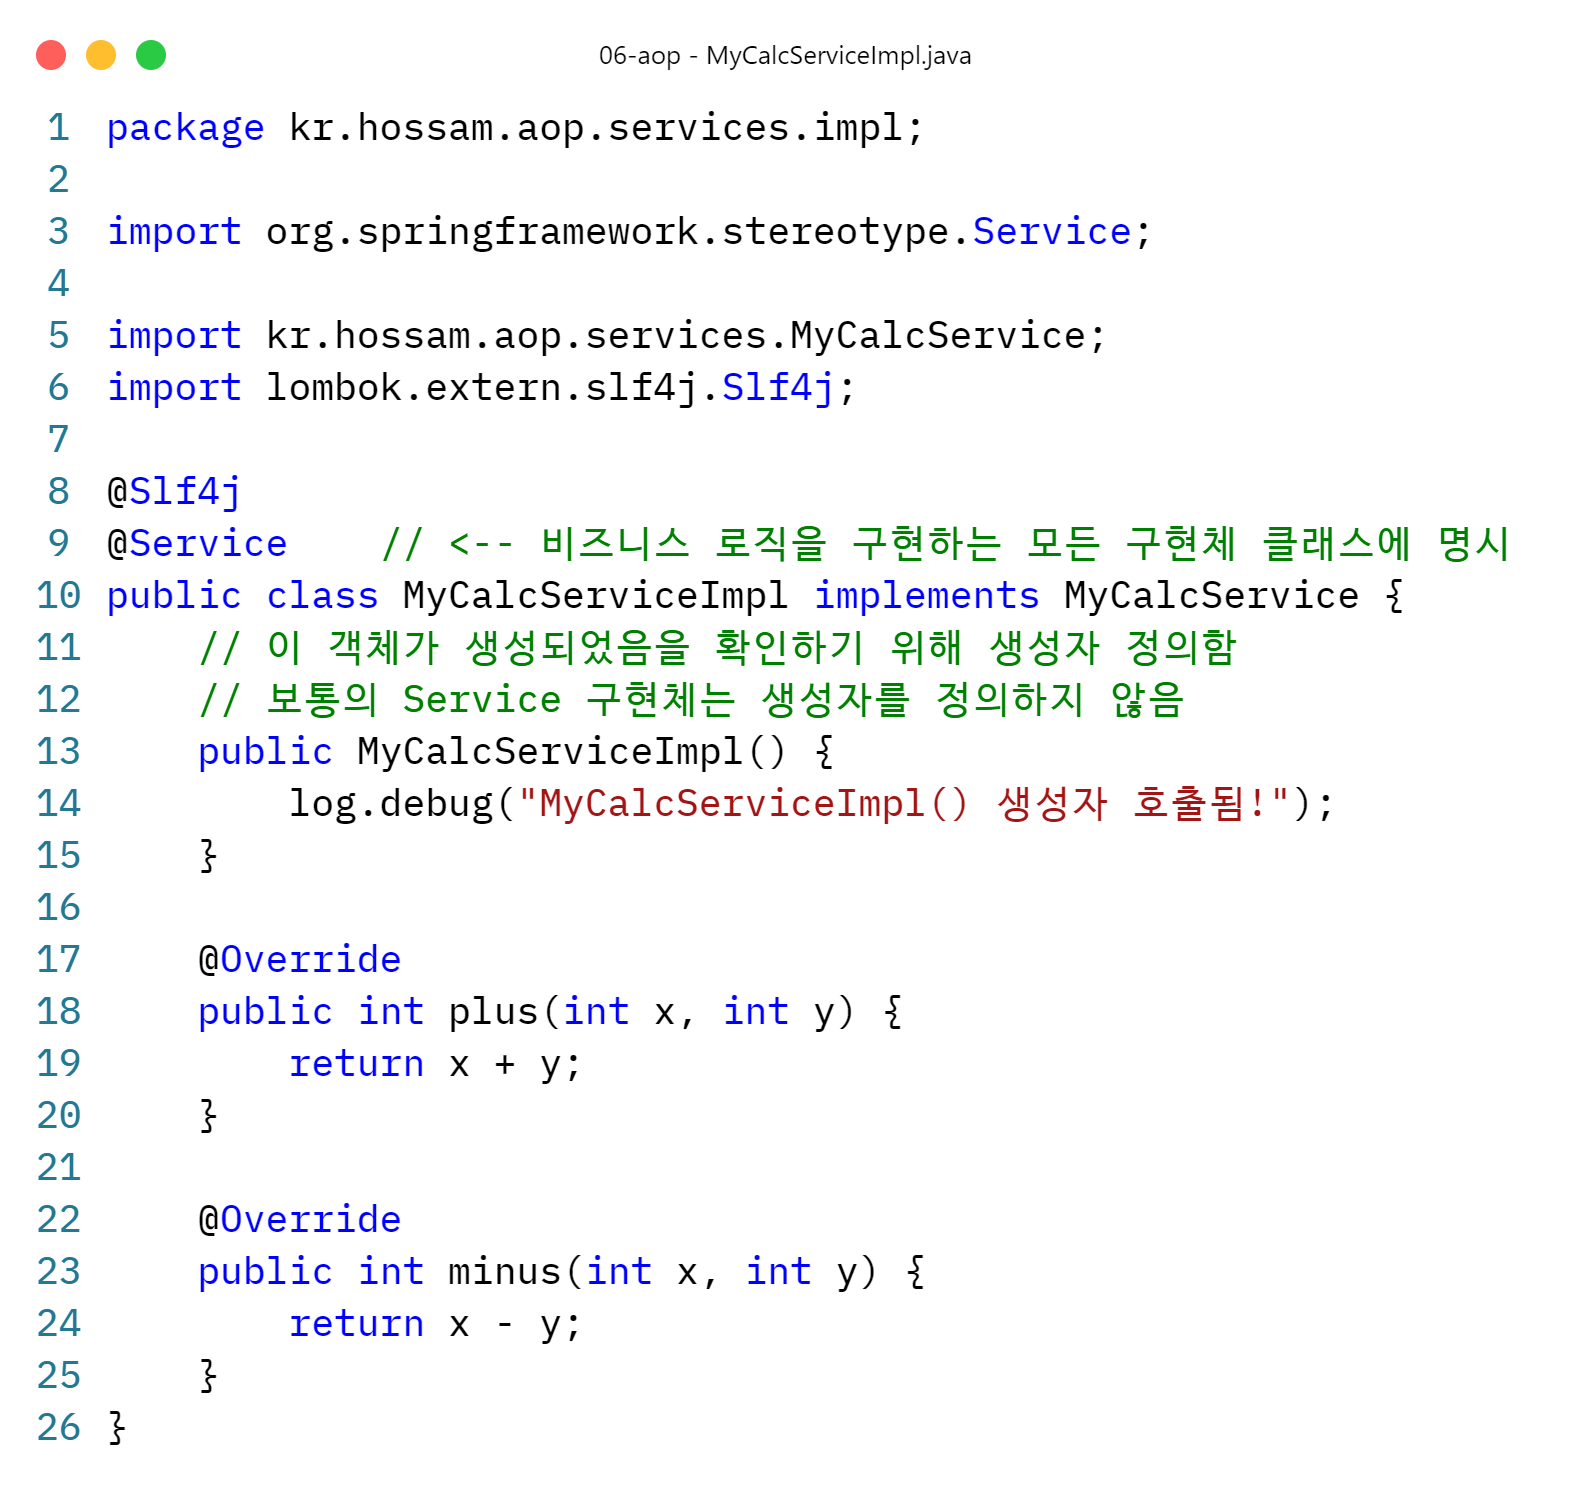 06-aop - MyCalcServiceImpl.java
1 package kr.hossam.aop.services.impl;
2
3 import org.springframework.stereotype.Service;
4
5 import kr.hossam.aop.services.MyCalcService;
6 import lombok.extern.slf4j.Slf4j;
7
8 @Slf4j
9 @Service    // <-- 비즈니스 로직을 구현하는 모든 구현체 클래스에 명시
10 public class MyCalcServiceImpl implements MyCalcService {
11     // 이 객체가 생성되었음을 확인하기 위해 생성자 정의함
12     // 보통의 Service 구현체는 생성자를 정의하지 않음
13     public MyCalcServiceImpl() {
14         log.debug("MyCalcServiceImpl() 생성자 호출됨!");
15     }
16
17     @Override
18     public int plus(int x, int y) {
19         return x + y;
20     }
21
22     @Override
23     public int minus(int x, int y) {
24         return x - y;
25     }
26 }